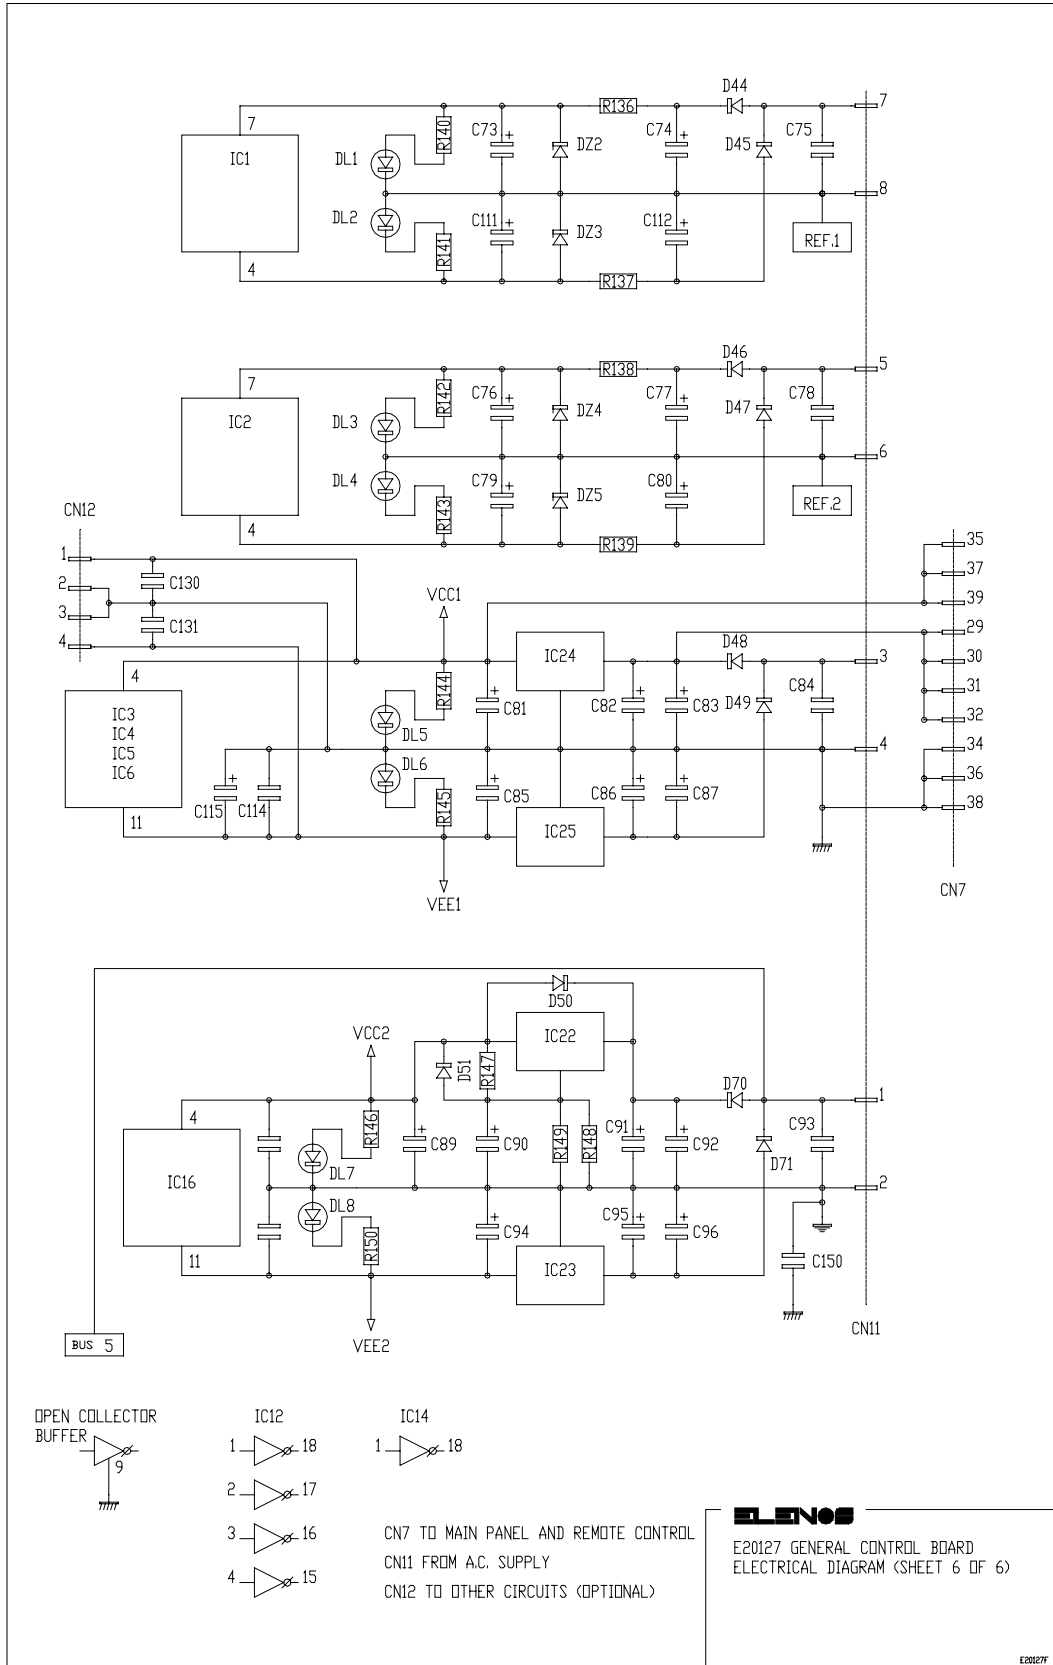 D44
7
7
R136
C73 +
C74 +
D45
C75 +
IC1
DL1
R140
DZ2
8
DL2
C111 +
C112 +
R141
DZ3
REF.1
4
R137
D46
5
7
R138
R142
C76 +
C77 +
D47
C78
IC2
DL3
DZ4
6
DL4
C79 +
C80 +
R143
DZ5
REF.2
4
R139
CN12
35
1
37
2
C130
VCC1
39
3
C131
29
4
IC24
D48
3
30
4
R144
C81 +
C82 +
C83 +
D49
C84
31
IC3
IC4
IC5
IC6
DL5
32
4
34
DL6
36
C115 +
C114
R145
C85 +
C86 +
C87 +
38
11
IC25
VEE1
CN7
D50
VCC2
IC22
D51
R147
D70
1
4
R146
C89 +
C90 +
R149
R148
C91 +
C92 +
D71
C93
IC16
DL7
2
DL8
C94 +
C95 +
C96 +
R150
11
IC23
C150
CN11
VEE2
BUS 5
OPEN COLLECTOR
BUFFER
9
IC12
IC14
1 18
1 18
2 17
3 16
4 15
CN7 TO MAIN PANEL AND REMOTE CONTROL
CN11 FROM A.C. SUPPLY
CN12 TO OTHER CIRCUITS (OPTIONAL)
ELENOS
E20127 GENERAL CONTROL BOARD
ELECTRICAL DIAGRAM (SHEET 6 OF 6)
E20127F